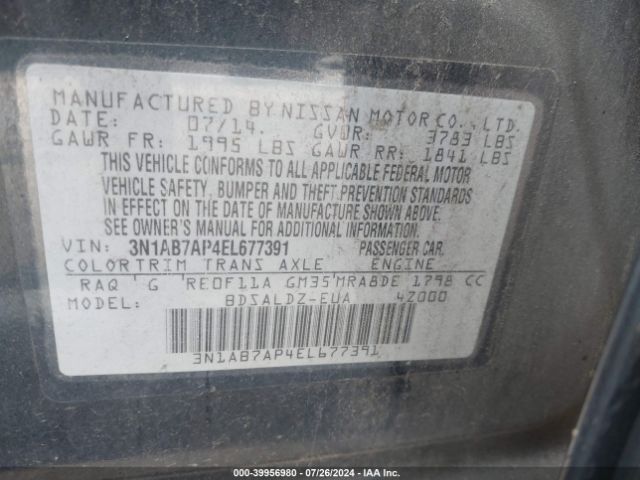 MANUFACTURED BY NISSAN MOTOR CO., LTD.
DATE: 07/14. GVWR: 3783 LBS
GAWR FR: 1995 LBS GAWR RR: 1841 LBS
THIS VEHICLE CONFORMS TO ALL APPLICABLE FEDERAL MOTOR
VEHICLE SAFETY, BUMPER AND THEFT PREVENTION STANDARDS
IN EFFECT ON THE DATE OF MANUFACTURE SHOWN ABOVE.
SEE OWNER'S MANUAL FOR ADDITIONAL INFORMATION.
VIN: 3N1AB7AP4EL677391 PASSENGER CAR.
COLOR TRIM TRANS AXLE ENGINE
RAQ G RE0F11A GM35 MRA8DE 1798 CC
MODEL: BDSALDZ-EUA 4Z000
3N1AB7AP4EL677391
000-39956980 - 07/26/2024 - IAA Inc.